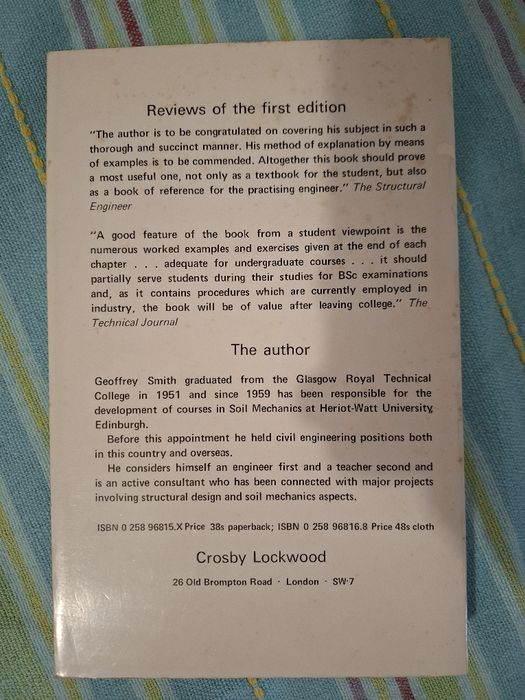 Reviews of the first edition
"The author is to be congratulated on covering his subject in such a
thorough and succinct manner. His method of explanation by means
of examples is to be commended. Altogether this book should prove
a most useful one, not only as a textbook for the student, but also
as a book of reference for the practising engineer." The Structural
Engineer
"A good feature of the book from a student viewpoint is the
numerous worked examples and exercises given at the end of each
chapter . . . adequate for undergraduate courses . . . it should
partially serve students during their studies for BSc examinations
and, as it contains procedures which are currently employed in
industry, the book will be of value after leaving college." The
Technical Journal
The author
Geoffrey Smith graduated from the Glasgow Royal Technical
College in 1951 and since 1959 has been responsible for the
development of courses in Soil Mechanics at Heriot-Watt University,
Edinburgh.
Before this appointment he held civil engineering positions both
in this country and overseas.
He considers himself an engineer first and a teacher second and
is an active consultant who has been connected with major projects
involving structural design and soil mechanics aspects.
ISBN 0 258 96815.X Price 38s paperback; ISBN 0 258 96816.8 Price 48s cloth
Crosby Lockwood
26 Old Brompton Road · London · SW·7